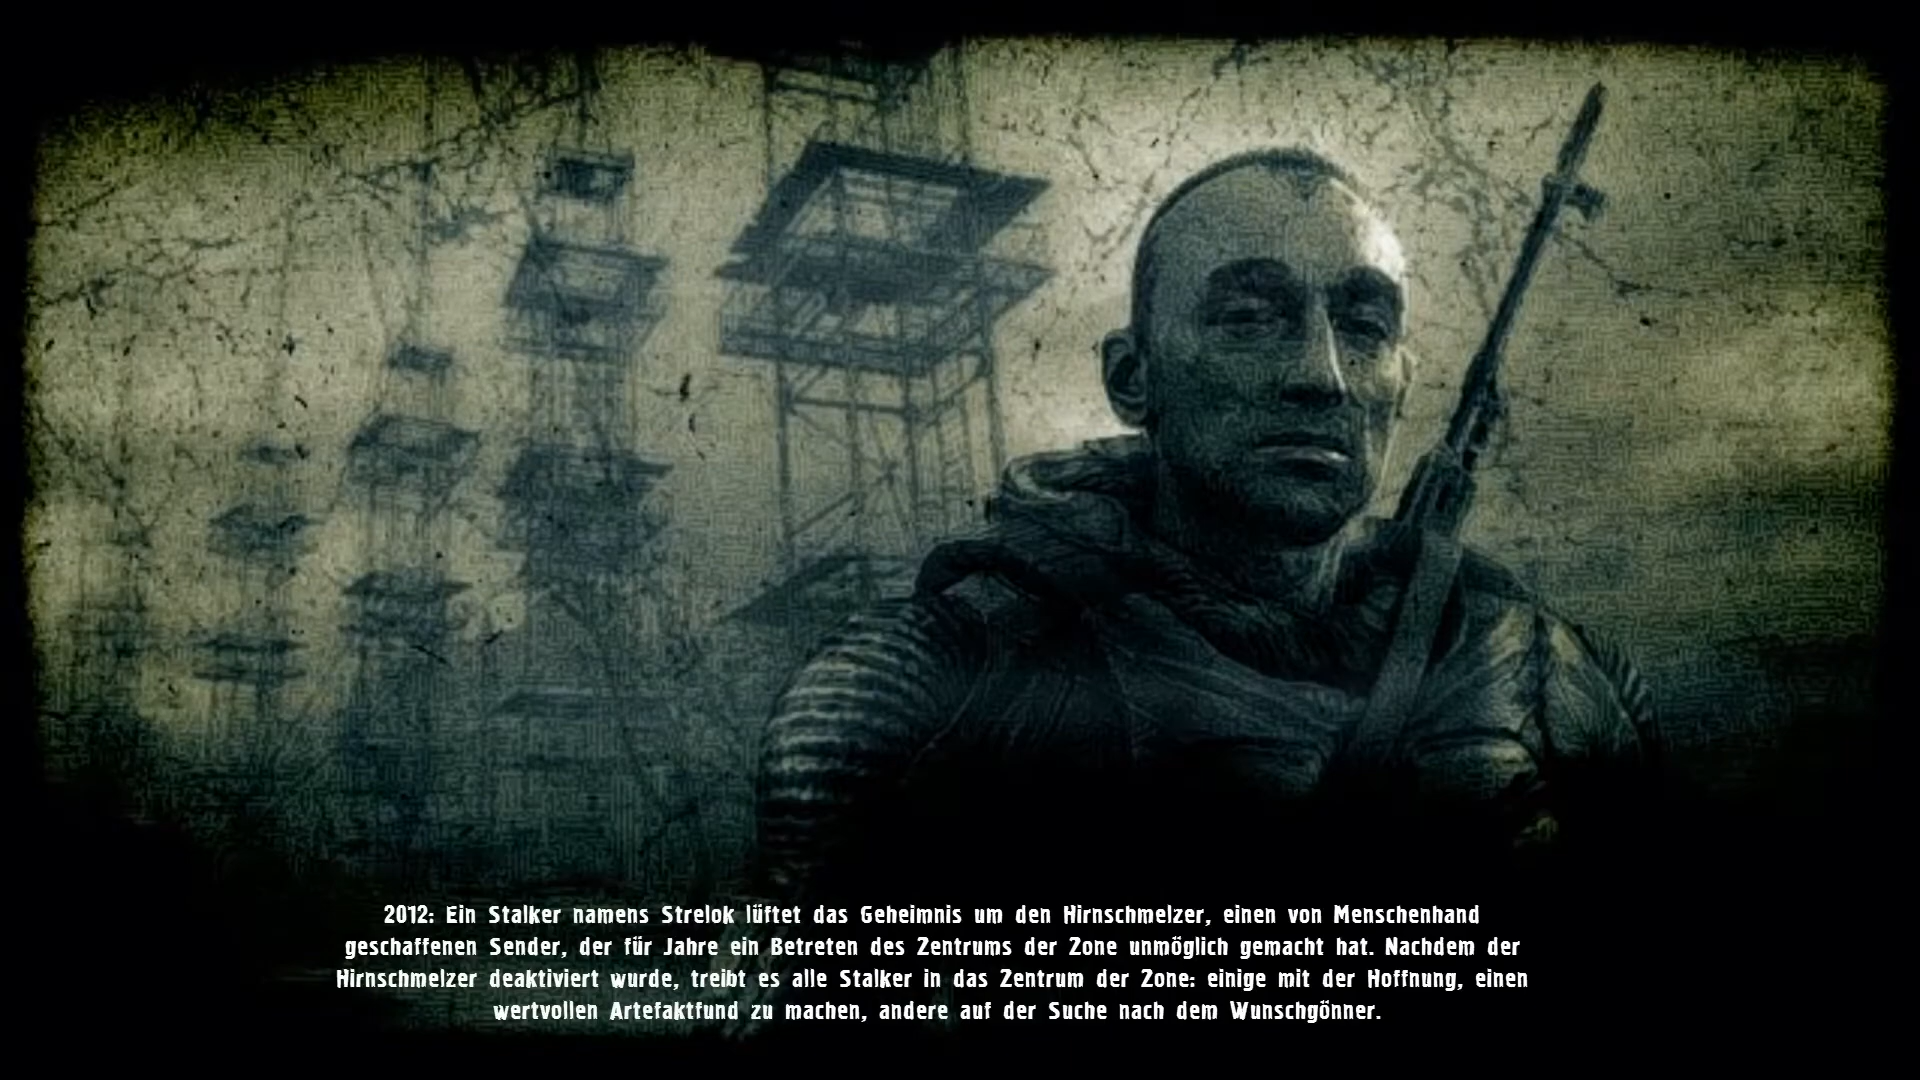 2012: Ein Stalker namens Strelok lüftet das Geheimnis um den Hirnschmelzer, einen von Menschenhand
geschaffenen Sender, der für Jahre ein Betreten des Zentrums der Zone unmöglich gemacht hat. Nachdem der
Hirnschmelzer deaktiviert wurde, treibt es alle Stalker in das Zentrum der Zone: einige mit der Hoffnung, einen
wertvollen Artefaktfund zu machen, andere auf der Suche nach dem Wunschgönner.